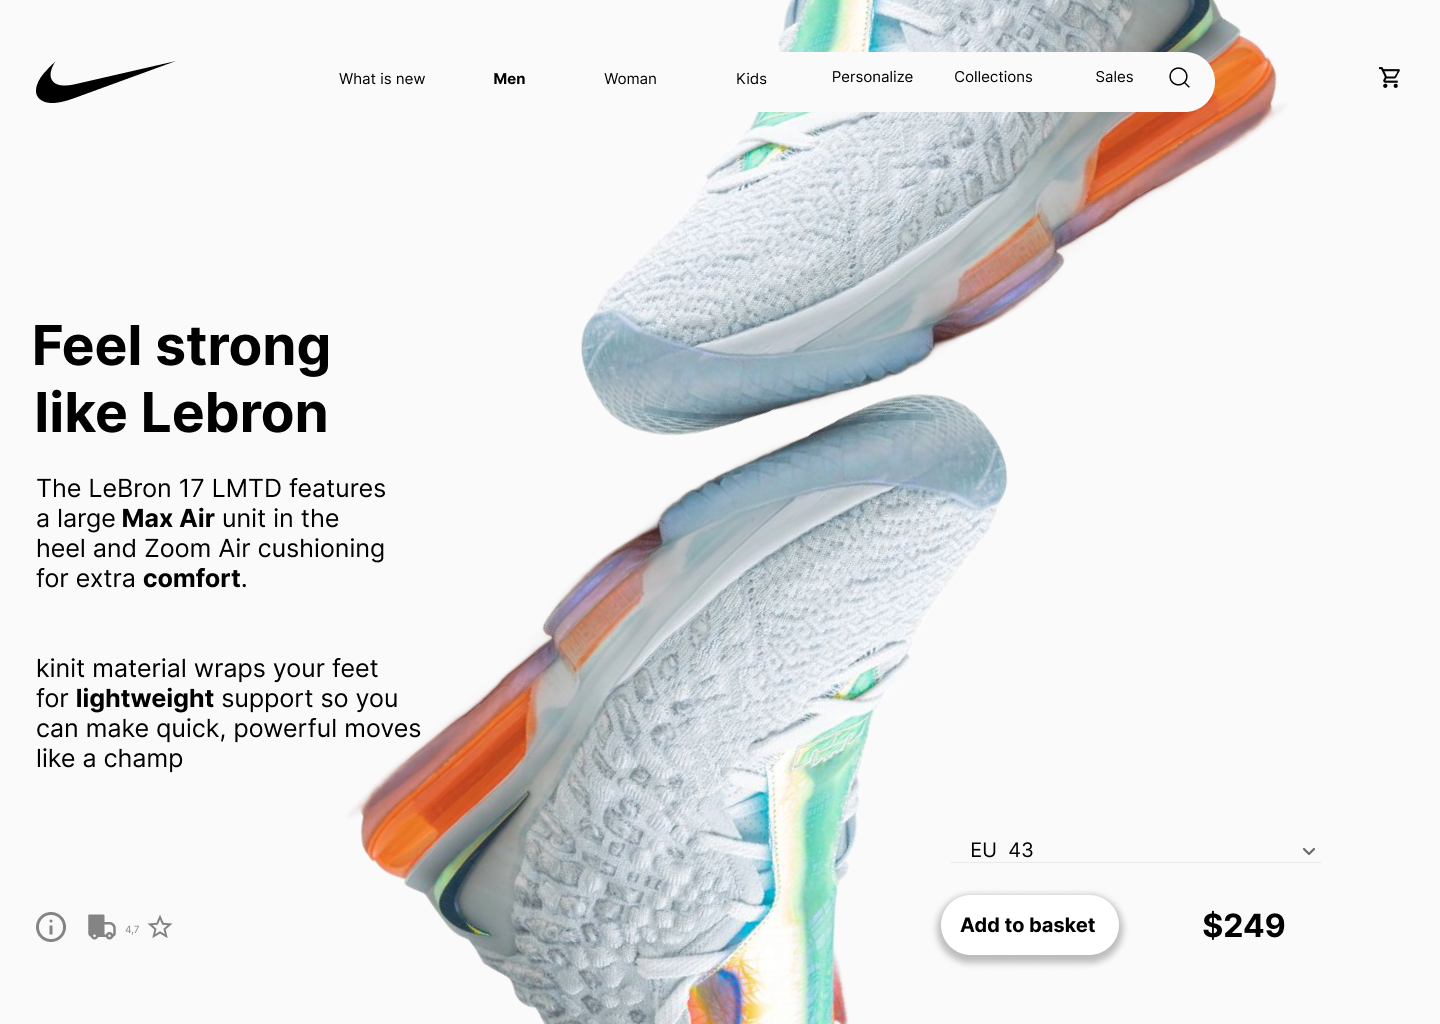 What is new Men Woman Kids Personalize Collections Sales
Feel strong
like Lebron
The LeBron 17 LMTD features
a large Max Air unit in the
heel and Zoom Air cushioning
for extra comfort.
kinit material wraps your feet
for lightweight support so you
can make quick, powerful moves
like a champ
EU 43
4,7
Add to basket $249